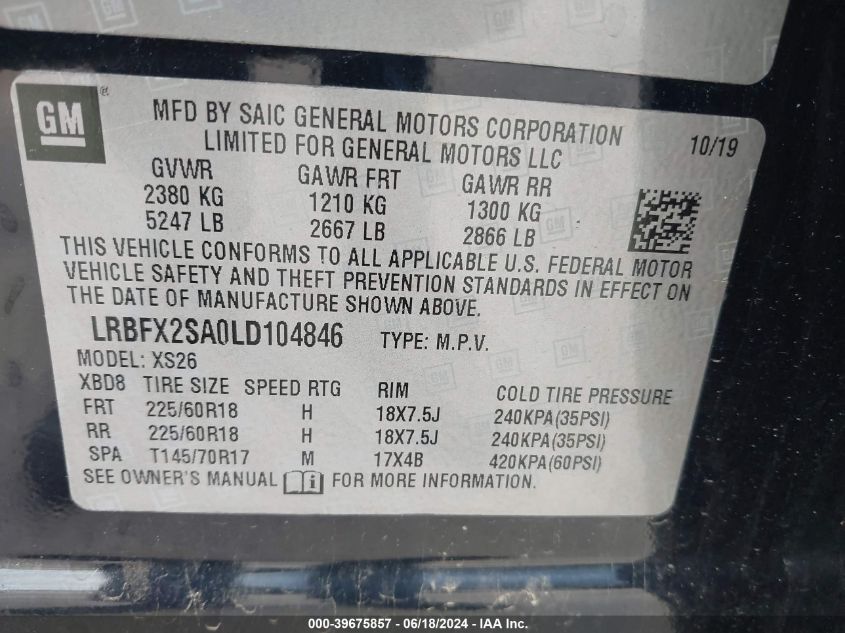 GM ®
MFD BY SAIC GENERAL MOTORS CORPORATION
LIMITED FOR GENERAL MOTORS LLC
10/19
GVWR GAWR FRT GAWR RR
2380 KG 1210 KG 1300 KG
5247 LB 2667 LB 2866 LB
THIS VEHICLE CONFORMS TO ALL APPLICABLE U.S. FEDERAL MOTOR
VEHICLE SAFETY AND THEFT PREVENTION STANDARDS IN EFFECT ON
THE DATE OF MANUFACTURE SHOWN ABOVE.
LRBFX2SA0LD104846 TYPE: M.P.V.
MODEL: XS26
XBD8 TIRE SIZE SPEED RTG RIM COLD TIRE PRESSURE
FRT 225/60R18 H 18X7.5J 240KPA(35PSI)
RR 225/60R18 H 18X7.5J 240KPA(35PSI)
SPA T145/70R17 M 17X4B 420KPA(60PSI)
SEE OWNER'S MANUAL i FOR MORE INFORMATION.
000-39675857 - 06/18/2024 - IAA Inc.